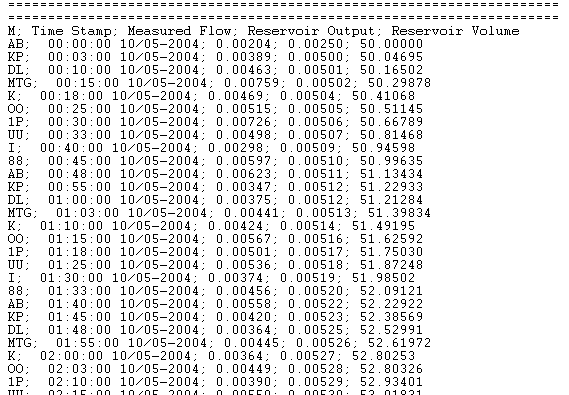 ==================================================
==================================================
M;  Time Stamp; Measured Flow; Reservoir Output; Reservoir Volume
AB;   00:00:00 10/05-2004; 0.00204; 0.00250; 50.00000
KP;   00:03:00 10/05-2004; 0.00389; 0.00500; 50.04695
DL;   00:10:00 10/05-2004; 0.00463; 0.00501; 50.16502
MTG;   00:15:00 10/05-2004; 0.00759; 0.00502; 50.29878
K;   00:18:00 10/05-2004; 0.00469; 0.00504; 50.41068
OO;   00:25:00 10/05-2004; 0.00515; 0.00505; 50.51145
1P;   00:30:00 10/05-2004; 0.00726; 0.00506; 50.66789
UU;   00:33:00 10/05-2004; 0.00498; 0.00507; 50.81468
I;   00:40:00 10/05-2004; 0.00298; 0.00509; 50.94598
88;   00:45:00 10/05-2004; 0.00597; 0.00510; 50.99635
AB;   00:48:00 10/05-2004; 0.00623; 0.00511; 51.13434
KP;   00:55:00 10/05-2004; 0.00347; 0.00512; 51.22933
DL;   01:00:00 10/05-2004; 0.00375; 0.00512; 51.21284
MTG;   01:03:00 10/05-2004; 0.00441; 0.00513; 51.39834
K;   01:10:00 10/05-2004; 0.00424; 0.00514; 51.49195
OO;   01:15:00 10/05-2004; 0.00567; 0.00516; 51.62592
1P;   01:18:00 10/05-2004; 0.00501; 0.00517; 51.75030
UU;   01:25:00 10/05-2004; 0.00536; 0.00518; 51.87248
I;   01:30:00 10/05-2004; 0.00374; 0.00519; 51.98502
88;   01:33:00 10/05-2004; 0.00456; 0.00520; 52.09121
AB;   01:40:00 10/05-2004; 0.00558; 0.00522; 52.22922
KP;   01:45:00 10/05-2004; 0.00420; 0.00523; 52.38569
DL;   01:48:00 10/05-2004; 0.00364; 0.00525; 52.52991
MTG;   01:55:00 10/05-2004; 0.00445; 0.00526; 52.61972
K;   02:00:00 10/05-2004; 0.00364; 0.00527; 52.80253
OO;   02:03:00 10/05-2004; 0.00449; 0.00528; 52.80326
1P;   02:10:00 10/05-2004; 0.00390; 0.00529; 52.93401
UU;   02:15:00 10/05-2004; 0.00550; 0.00530; 53.01831